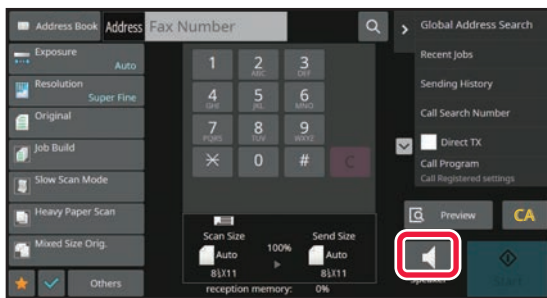 Address Book
Address
Fax Number
Global Address Search
Exposure
Auto
Resolution
Super Fine
Original
Job Build
Slow Scan Mode
Heavy Paper Scan
Mixed Size Orig.
Others
1
2
ABC
3
DEF
4
GHI
5
JKL
6
MNO
7
PQRS
8
TUV
9
WXYZ
0
#
C
Recent Jobs
Sending History
Call Search Number
Direct TX
Call Program
Call Registered settings
Preview
CA
Scan Size
Send Size
100%
Auto
Auto
8½X11
8½X11
reception memory: 0%
Speaker
Start